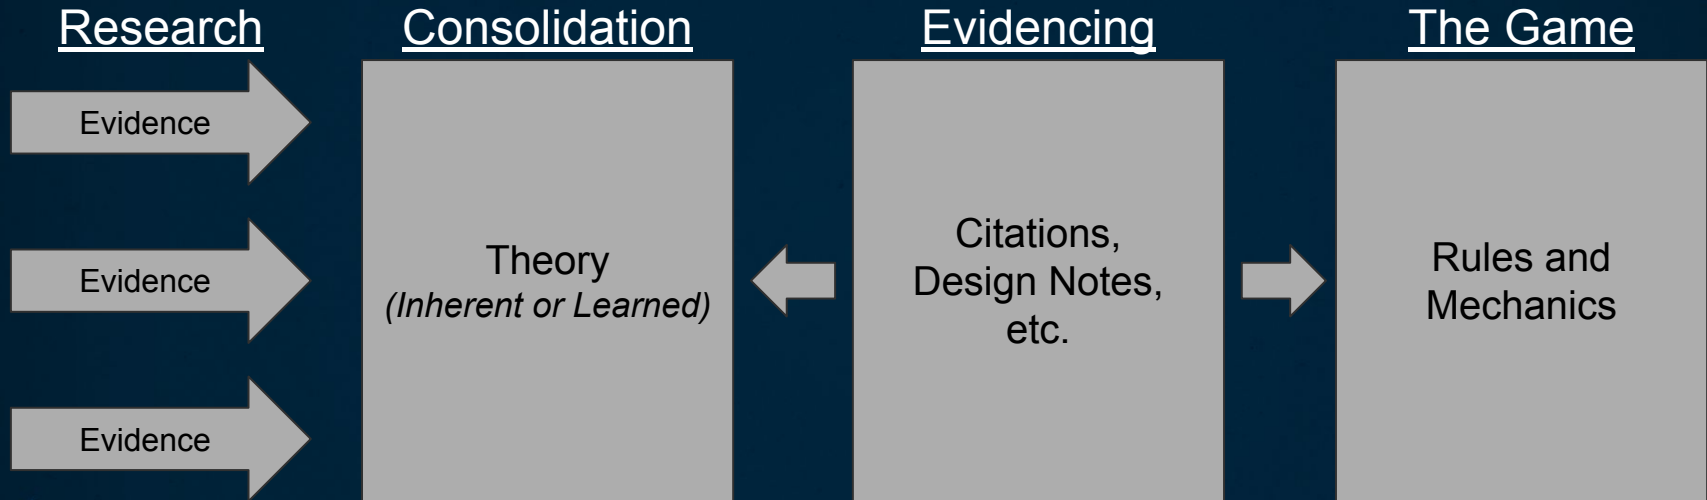 Research
Consolidation
Evidencing
The Game
Evidence
Evidence
Evidence
Theory
(Inherent or Learned)
Citations,
Design Notes,
etc.
Rules and
Mechanics